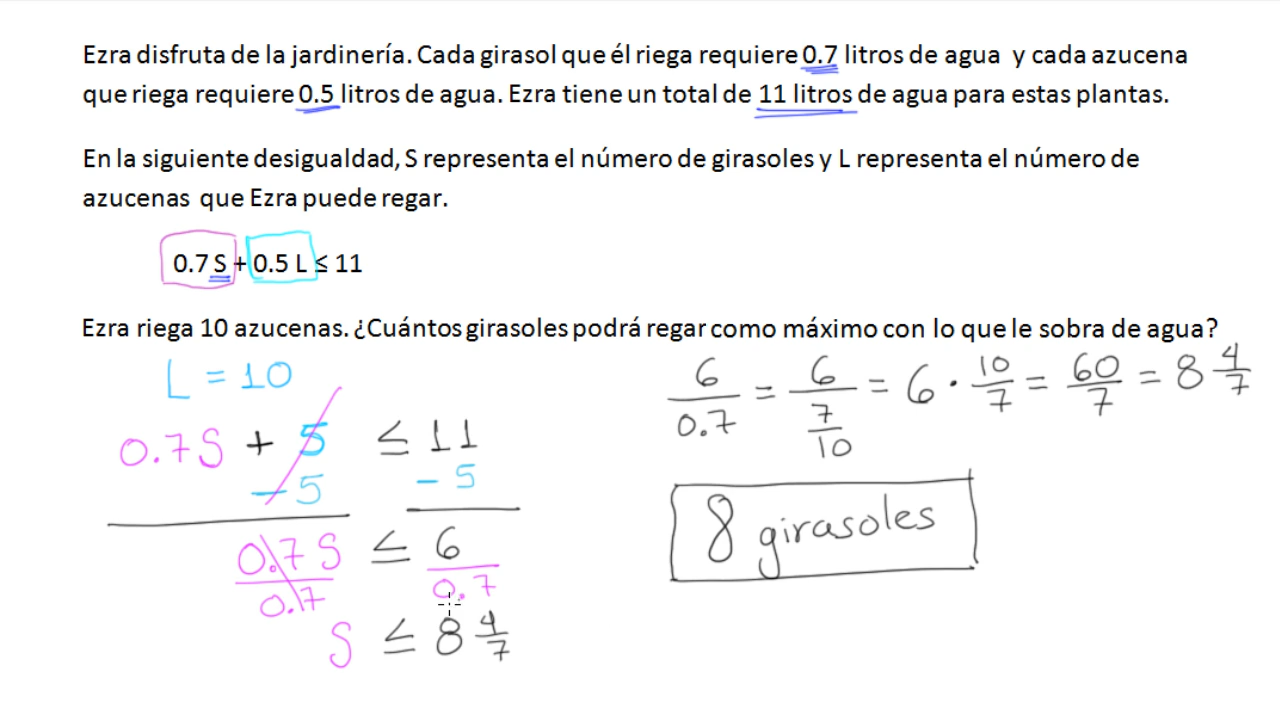 Ezra disfruta de la jardinería. Cada girasol que él riega requiere 0.7 litros de agua y cada azucena
que riega requiere 0.5 litros de agua. Ezra tiene un total de 11 litros de agua para estas plantas.
En la siguiente desigualdad, S representa el número de girasoles y L representa el número de
azucenas que Ezra puede regar.
0.7 S + 0.5 L ≤ 11
Ezra riega 10 azucenas. ¿Cuántos girasoles podrá regar como máximo con lo que le sobra de agua?
L = 10
6/0.7 = 6/(7/10) = 6 · 10/7 = 60/7 = 8 4/7
0.7S + 5 ≤ 11
- 5 - 5
0.7S/0.7 ≤ 6/0.7
S ≤ 8 4/7
8 girasoles